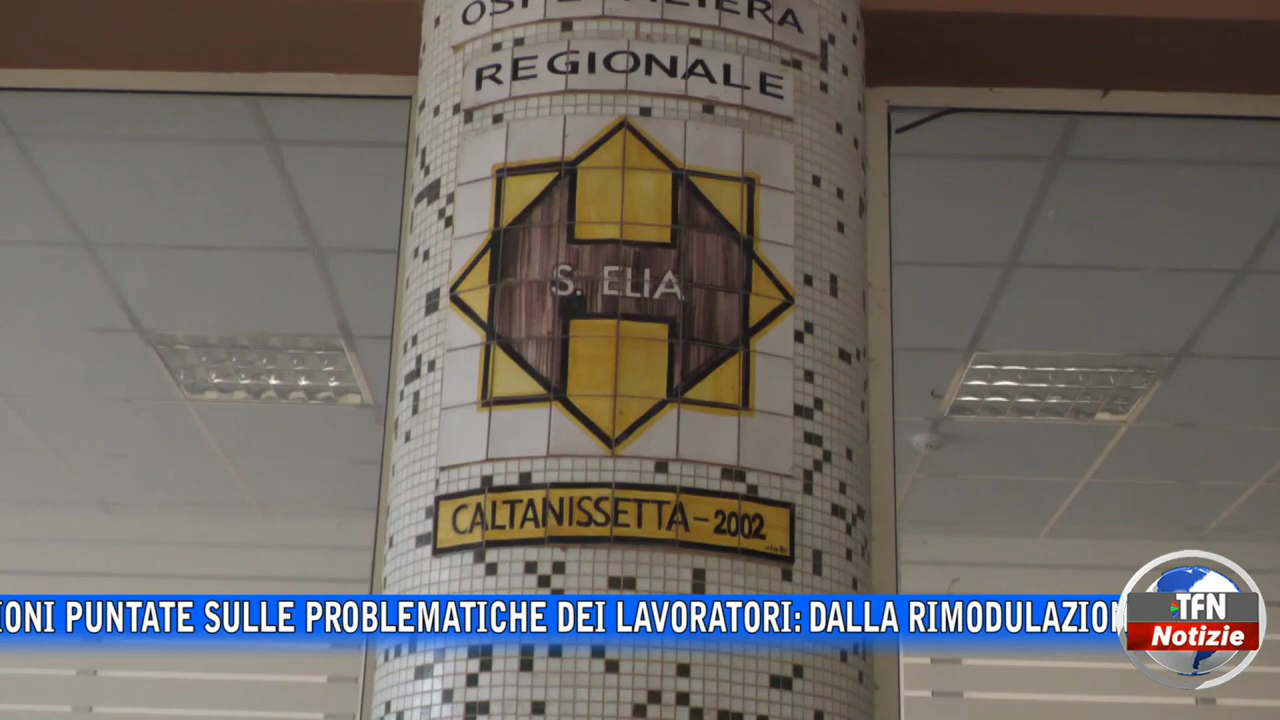 REGIONALE
S. ELIA
CALTANISSETTA - 2002
IONI PUNTATE SULLE PROBLEMATICHE DEI LAVORATORI: DALLA RIMODULAZION
TFN
Notizie